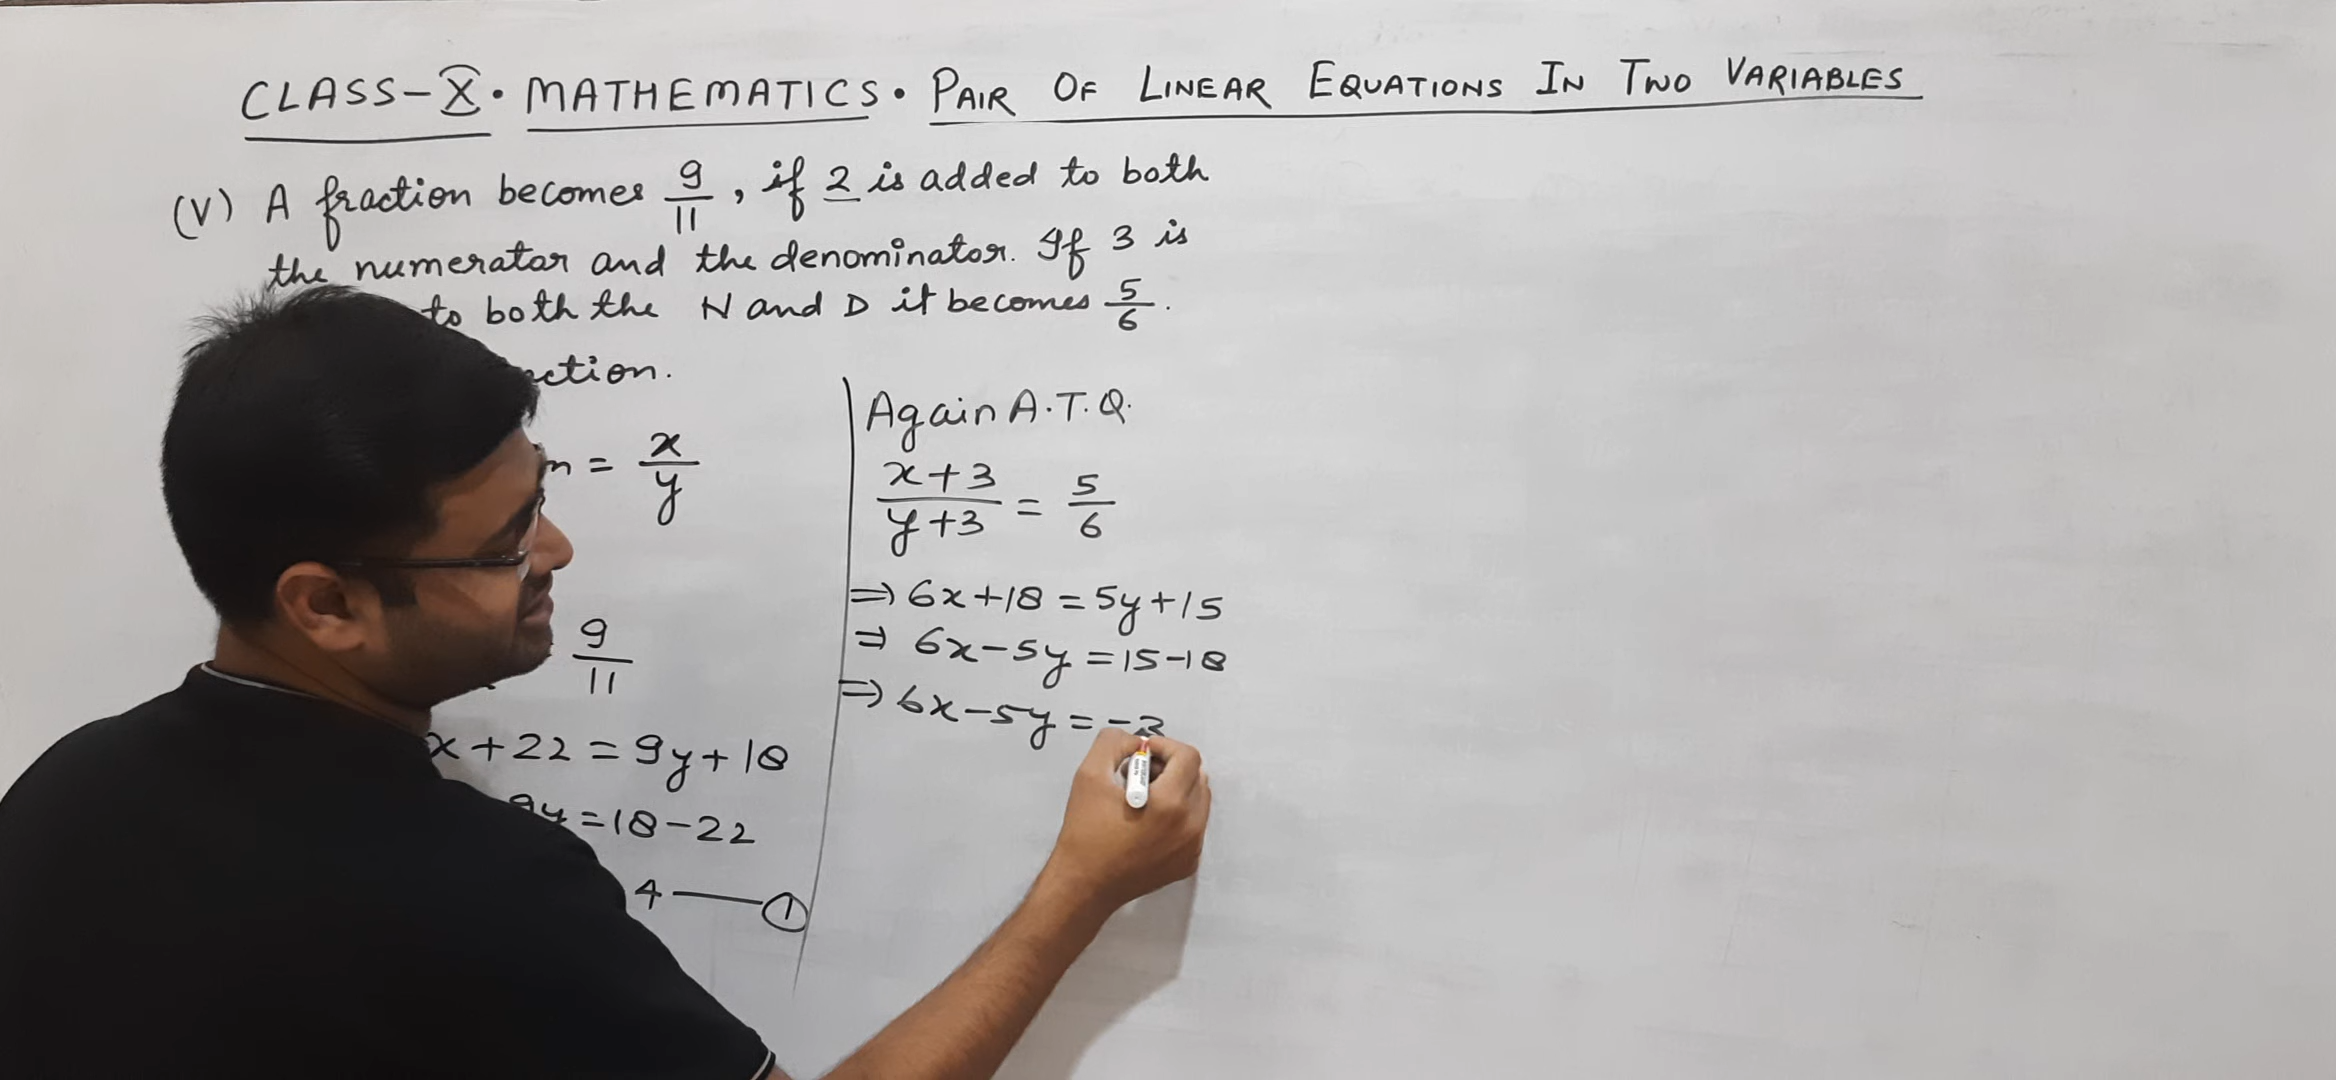 CLASS-X • MATHEMATICS • PAIR OF LINEAR EQUATIONS IN TWO VARIABLES
(V) A fraction becomes 9/11, if 2 is added to both
the numerator and the denominator. If 3 is
to both the N and D it becomes 5/6.
ction.
n = x/y
9/11
x+22 = 9y+18
9y = 18-22
4 —— ①
Again A.T.Q.
x+3/y+3 = 5/6
⇒ 6x+18 = 5y+15
⇒ 6x-5y = 15-18
⇒ 6x-5y = -3